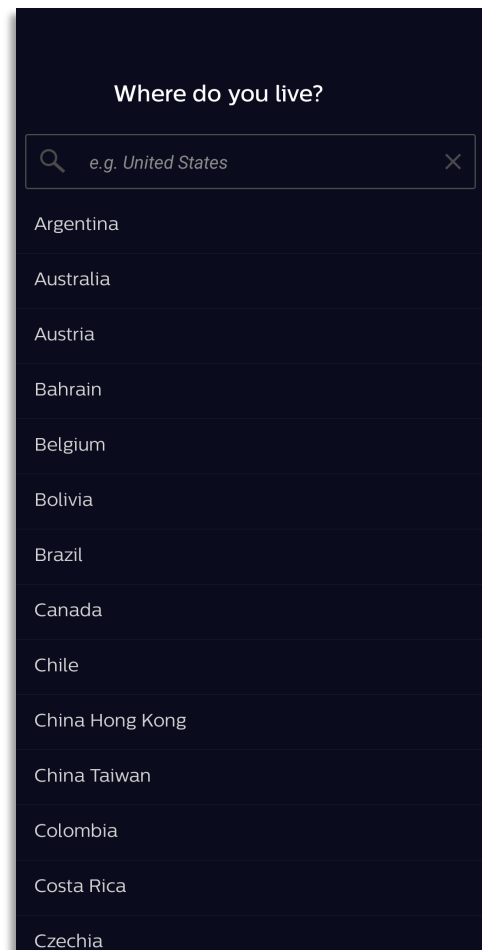 Where do you live?
e.g. United States
Argentina
Australia
Austria
Bahrain
Belgium
Bolivia
Brazil
Canada
Chile
China Hong Kong
China Taiwan
Colombia
Costa Rica
Czechia